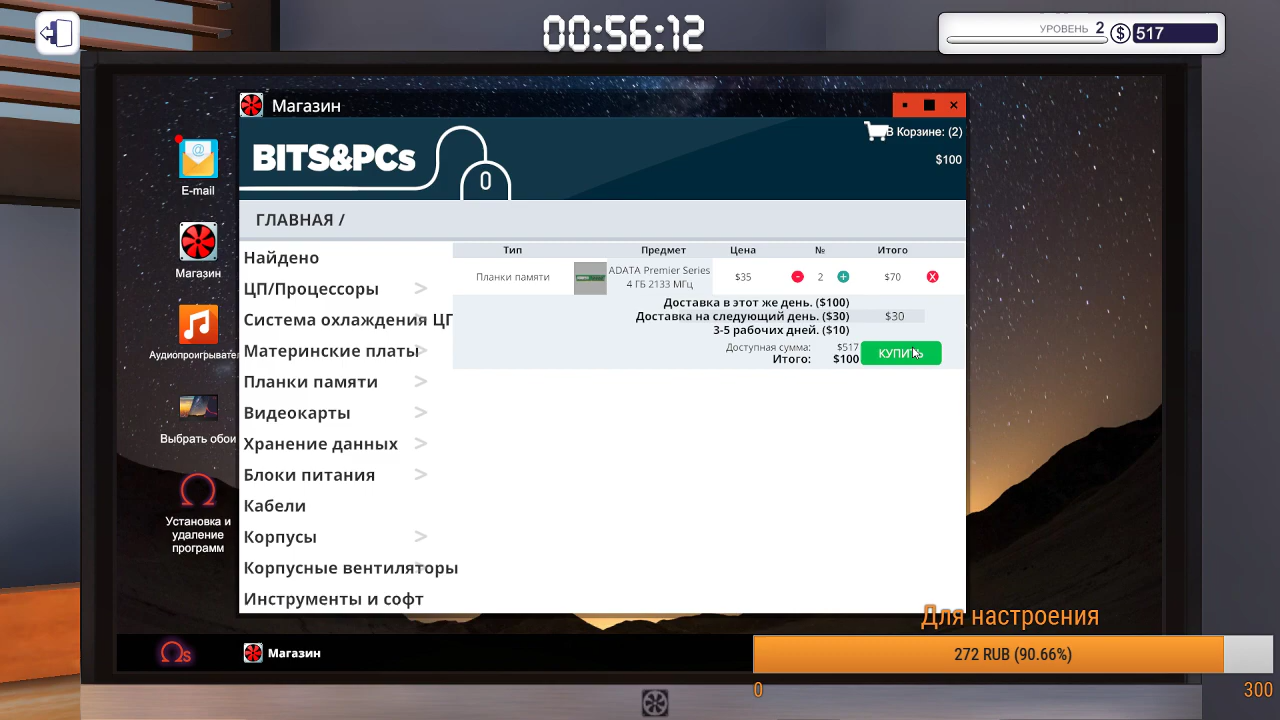 00:56:12
УРОВЕНЬ 2 $ 517
Магазин
BITS&PCs
В Корзине: (2)
$100
E-mail
Магазин
Аудиопроигрывате
Выбрать обои
Установка и
удаление
программ
ГЛАВНАЯ /
Найдено
ЦП/Процессоры >
Система охлаждения ЦП
Материнские платы >
Планки памяти >
Видеокарты >
Хранение данных >
Блоки питания >
Кабели
Корпусы >
Корпусные вентиляторы
Инструменты и софт
Тип Предмет Цена № Итого
Планки памяти ADATA Premier Series $35 - 2 + $70 X
4 ГБ 2133 МГц
Доставка в этот же день. ($100)
Доставка на следующий день. ($30) $30
3-5 рабочих дней. ($10)
Доступная сумма: $517
Итого: $100
КУПИТЬ
Ωs Магазин
Для настроения
272 RUB (90.66%)
0 300